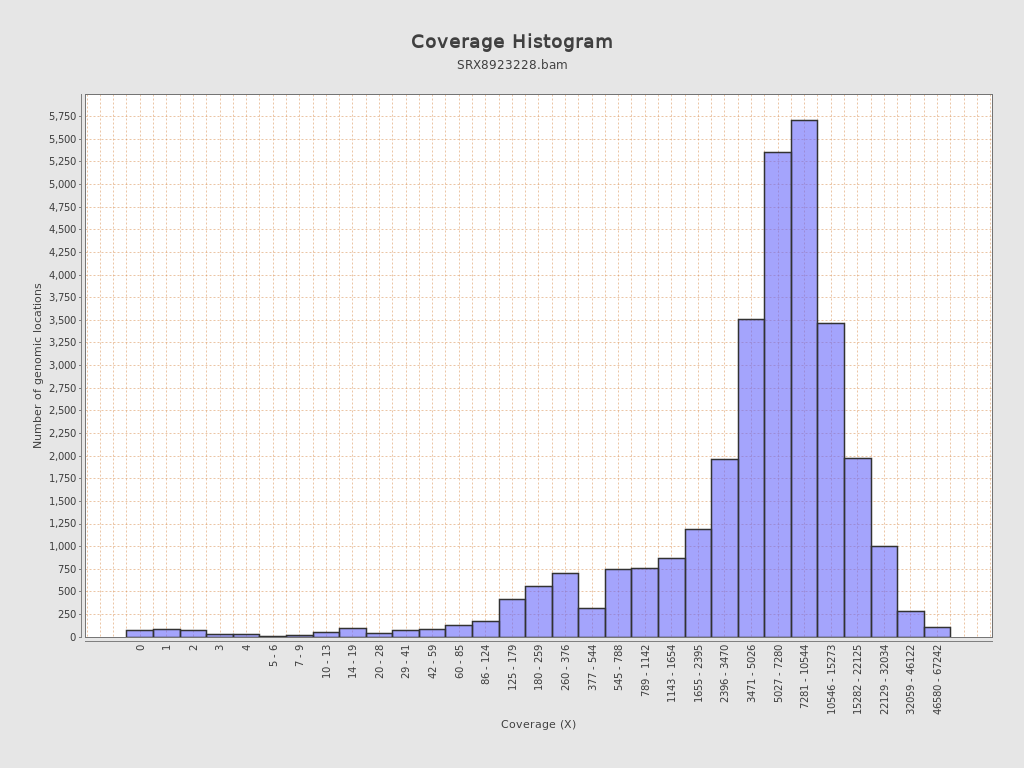 Coverage Histogram
SRX8923228.bam
Number of genomic locations
5,750
5,500
5,250
5,000
4,750
4,500
4,250
4,000
3,750
3,500
3,250
3,000
2,750
2,500
2,250
2,000
1,750
1,500
1,250
1,000
750
500
250
0
0
1
2
3
4
5 - 6
7 - 9
10 - 13
14 - 19
20 - 28
29 - 41
42 - 59
60 - 85
86 - 124
125 - 179
180 - 259
260 - 376
377 - 544
545 - 788
789 - 1142
1143 - 1654
1655 - 2395
2396 - 3470
3471 - 5026
5027 - 7280
7281 - 10544
10546 - 15273
15282 - 22125
22129 - 32034
32059 - 46122
46580 - 67242
Coverage (X)